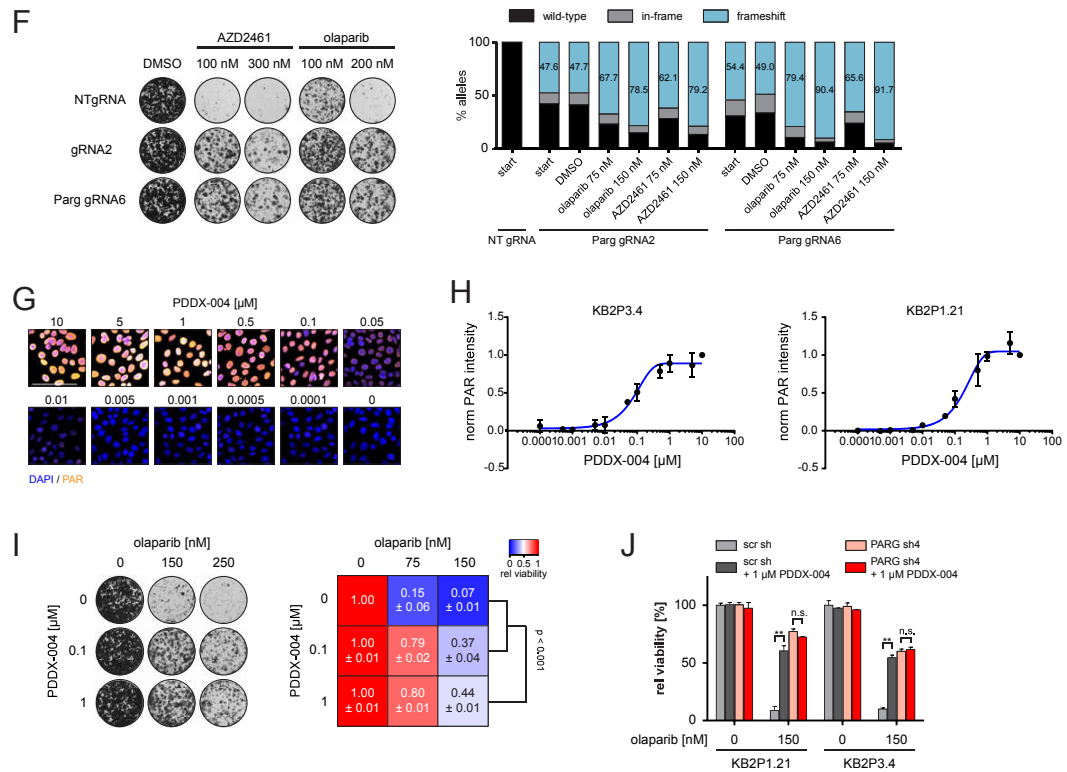 F
AZD2461 olaparib
DMSO 100 nM 300 nM 100 nM 200 nM
NTgRNA
gRNA2
Parg gRNA6
wild-type in-frame frameshift
% alleles
100
50
0
47.6 47.7 67.7 78.5 62.1 79.2 54.4 49.0 79.4 90.4 65.6 91.7
start start DMSO olaparib 75 nM olaparib 150 nM AZD2461 75 nM AZD2461 150 nM start DMSO olaparib 75 nM olaparib 150 nM AZD2461 75 nM AZD2461 150 nM
NT gRNA Parg gRNA2 Parg gRNA6
G
PDDX-004 [µM]
10 5 1 0.5 0.1 0.05
0.01 0.005 0.001 0.0005 0.0001 0
DAPI / PAR
H
KB2P3.4
norm PAR intensity
1.5
1.0
0.5
0.0
-0.5
0.00010.001 0.01 0.1 1 10 100
PDDX-004 [µM]
KB2P1.21
norm PAR intensity
1.5
1.0
0.5
0.0
-0.5
0.00010.001 0.01 0.1 1 10 100
PDDX-004 [µM]
I
olaparib [nM]
0 150 250
PDDX-004 [µM]
0
0.1
1
olaparib [nM]
0 75 150
0 0.5 1
rel viability
PDDX-004 [µM]
0
1.00
0.15
± 0.06
0.07
± 0.01
0.1
1.00
± 0.01
0.79
± 0.02
0.37
± 0.04
1
1.00
± 0.01
0.80
± 0.01
0.44
± 0.01
p < 0.001
J
scr sh
scr sh
+ 1 µM PDDX-004
PARG sh4
PARG sh4
+ 1 µM PDDX-004
rel viability [%]
100
50
0
** n.s. ** n.s.
olaparib [nM] 0 150 0 150
KB2P1.21 KB2P3.4